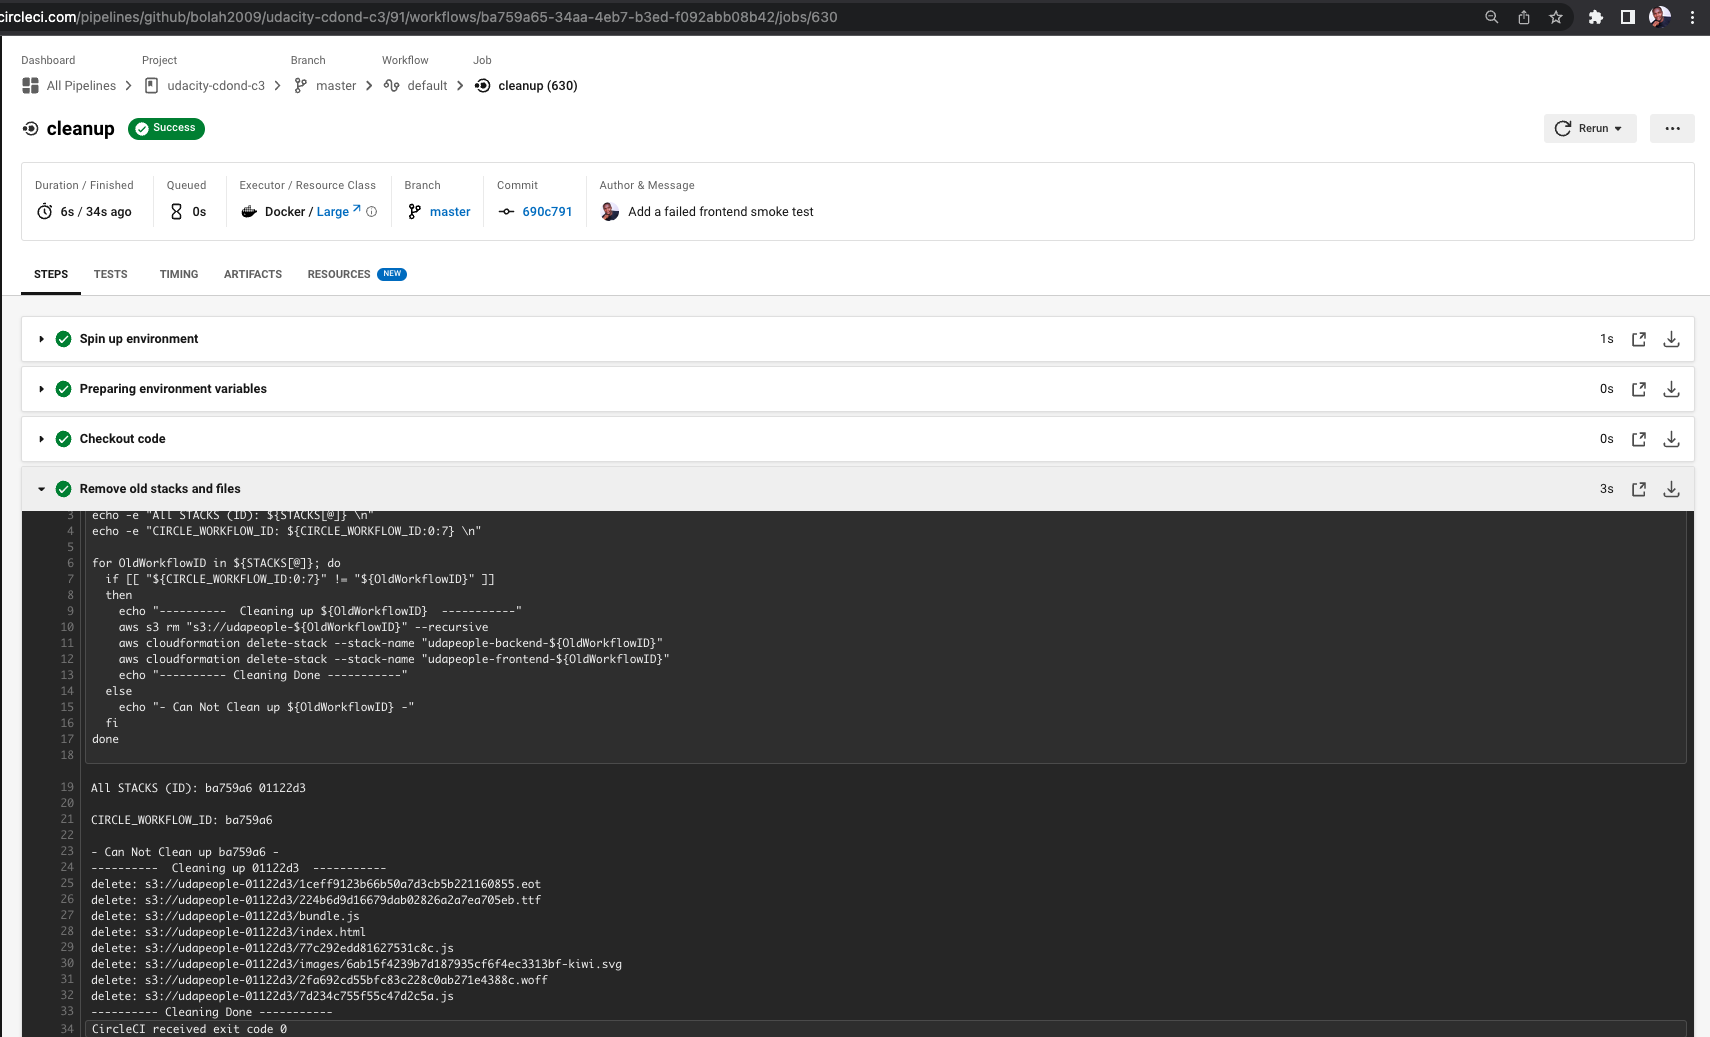 circleci.com/pipelines/github/bolah2009/udacity-cdond-c3/91/workflows/ba759a65-34aa-4eb7-b3ed-f092abb08b42/jobs/630
Dashboard Project Branch Workflow Job
All Pipelines udacity-cdond-c3 master default cleanup (630)
cleanup Success Rerun ...
Duration / Finished Queued Executor / Resource Class Branch Commit Author & Message
6s / 34s ago 0s Docker / Large master 690c791 Add a failed frontend smoke test
STEPS TESTS TIMING ARTIFACTS RESOURCES NEW
Spin up environment 1s
Preparing environment variables 0s
Checkout code 0s
Remove old stacks and files 3s
3 echo -e "All STACKS (ID): ${STACKS[@]} \n"
4 echo -e "CIRCLE_WORKFLOW_ID: ${CIRCLE_WORKFLOW_ID:0:7} \n"
5
6 for OldWorkflowID in ${STACKS[@]}; do
7 if [[ "${CIRCLE_WORKFLOW_ID:0:7}" != "${OldWorkflowID}" ]]
8 then
9 echo "----------  Cleaning up ${OldWorkflowID}  -----------"
10 aws s3 rm "s3://udapeople-${OldWorkflowID}" --recursive
11 aws cloudformation delete-stack --stack-name "udapeople-backend-${OldWorkflowID}"
12 aws cloudformation delete-stack --stack-name "udapeople-frontend-${OldWorkflowID}"
13 echo "---------- Cleaning Done -----------"
14 else
15 echo "- Can Not Clean up ${OldWorkflowID} -"
16 fi
17 done
18
19 All STACKS (ID): ba759a6 01122d3
20
21 CIRCLE_WORKFLOW_ID: ba759a6
22
23 - Can Not Clean up ba759a6 -
24 ----------  Cleaning up 01122d3  -----------
25 delete: s3://udapeople-01122d3/1ceff9123b66b50a7d3cb5b221160855.eot
26 delete: s3://udapeople-01122d3/224b6d9d16679dab02826a2a7ea705eb.ttf
27 delete: s3://udapeople-01122d3/bundle.js
28 delete: s3://udapeople-01122d3/index.html
29 delete: s3://udapeople-01122d3/77c292edd81627531c8c.js
30 delete: s3://udapeople-01122d3/images/6ab15f4239b7d187935cf6f4ec3313bf-kiwi.svg
31 delete: s3://udapeople-01122d3/2fa692cd55bfc83c228c0ab271e4388c.woff
32 delete: s3://udapeople-01122d3/7d234c755f55c47d2c5a.js
33 ---------- Cleaning Done -----------
34 CircleCI received exit code 0